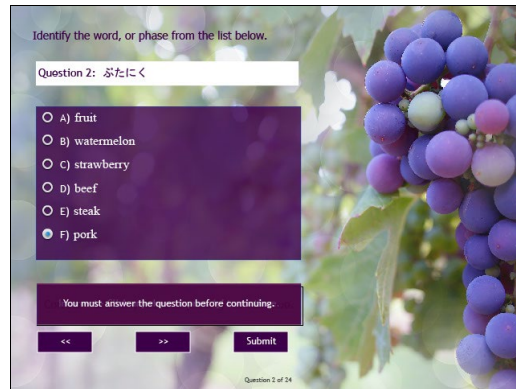 Identify the word, or phase from the list below.
Question 2: ぶたにく
A) fruit
B) watermelon
C) strawberry
D) beef
E) steak
F) pork
You must answer the question before continuing.
<< >> Submit
Question 2 of 24